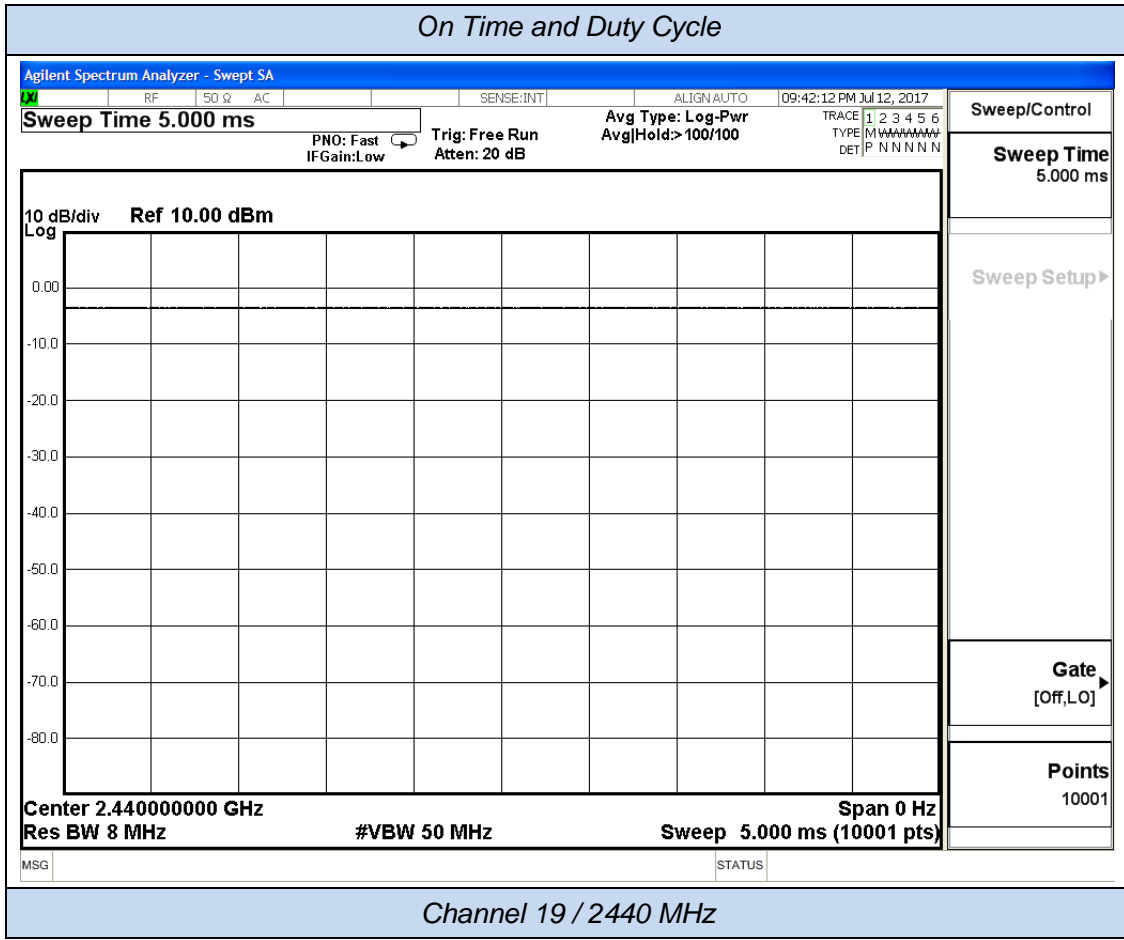 On Time and Duty Cycle
Agilent Spectrum Analyzer - Swept SA
LXI RF 50 Ω AC SENSE:INT ALIGN AUTO 09:42:12 PM Jul 12, 2017
Sweep Time 5.000 ms
PNO: Fast
IFGain:Low
Trig: Free Run
Atten: 20 dB
Avg Type: Log-Pwr
Avg|Hold:>100/100
TRACE 1 2 3 4 5 6
TYPE M WWWWW
DET P N N N N N
Sweep/Control
Sweep Time
5.000 ms
Sweep Setup
Gate
[Off,LO]
Points
10001
10 dB/div Ref 10.00 dBm
Log
0.00
-10.0
-20.0
-30.0
-40.0
-50.0
-60.0
-70.0
-80.0
Center 2.440000000 GHz Span 0 Hz
Res BW 8 MHz #VBW 50 MHz Sweep 5.000 ms (10001 pts)
MSG STATUS
Channel 19 / 2440 MHz